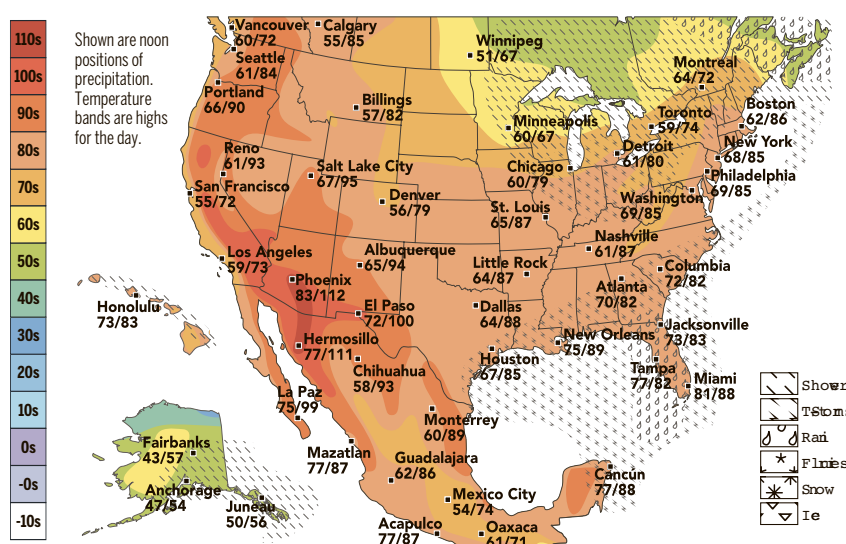 110s
100s
90s
80s
70s
60s
50s
40s
30s
20s
10s
0s
-0s
-10s
Shown are noon
positions of
precipitation.
Temperature
bands are highs
for the day.
Vancouver
60/72
Calgary
55/85
Seattle
61/84
Portland
66/90
Winnipeg
51/67
Montreal
64/72
Billings
57/82
Minneapolis
60/67
Toronto
59/74
Boston
62/86
Reno
61/93
Salt Lake City
67/95
Chicago
60/79
Detroit
61/80
New York
68/85
Philadelphia
69/85
San Francisco
55/72
Denver
56/79
St. Louis
65/87
Washington
69/85
Los Angeles
59/73
Albuquerque
65/94
Little Rock
64/87
Nashville
61/87
Columbia
72/82
Phoenix
83/112
Atlanta
70/82
Honolulu
73/83
El Paso
72/100
Dallas
64/88
Jacksonville
73/83
Hermosillo
77/111
New Orleans
75/89
Houston
67/85
Chihuahua
58/93
Tampa
77/82
Miami
81/88
La Paz
75/99
Monterrey
60/89
Fairbanks
43/57
Mazatlan
77/87
Guadalajara
62/86
Cancún
77/88
Anchorage
47/54
Mexico City
54/74
Juneau
50/56
Acapulco
77/87
Oaxaca
61/71
Snow